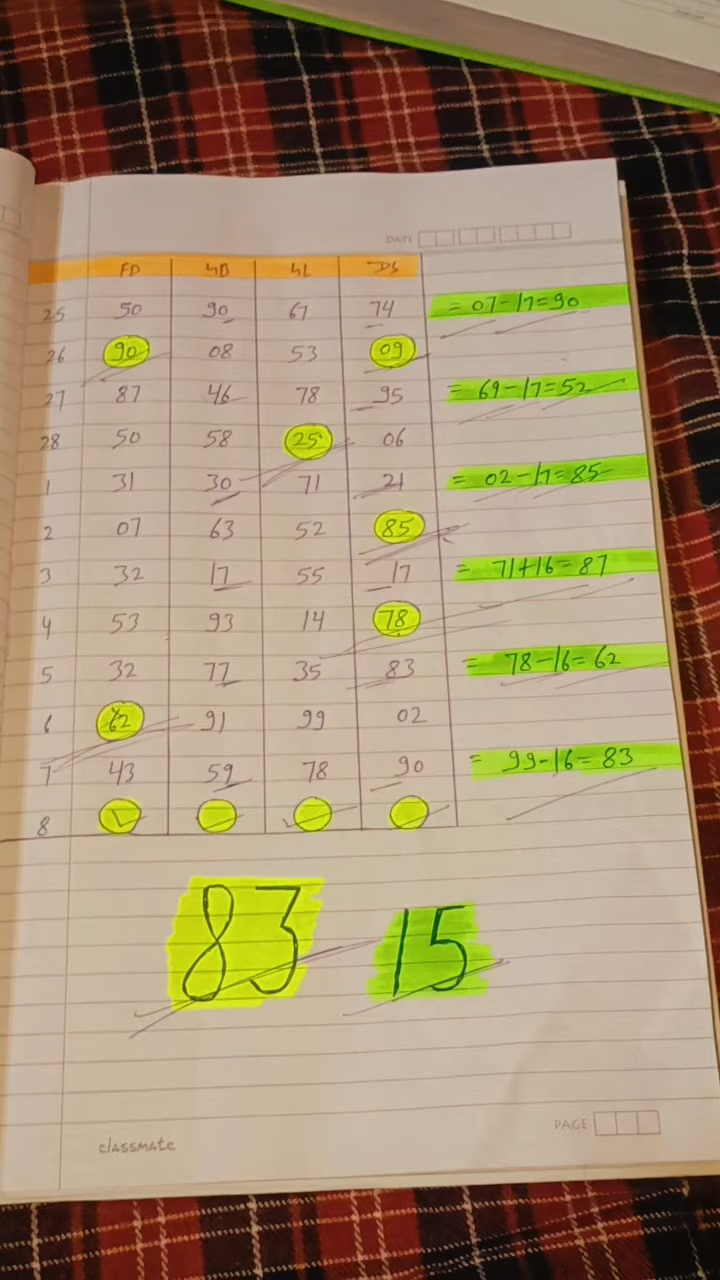 DATE
FD GB GL DS
25 50 90 67 74 = 07-17=90
26 90 08 53 09
27 87 46 78 95 = 69-17=52
28 50 58 25 06
1 31 30 71 21 = 02-17=85
2 07 63 52 85
3 32 17 55 17 = 71+16=87
4 53 93 14 78
5 32 77 35 83 = 78-16=62
6 62 91 99 02
7 43 59 78 90 = 99-16=83
8
83 15
PAGE
classmate